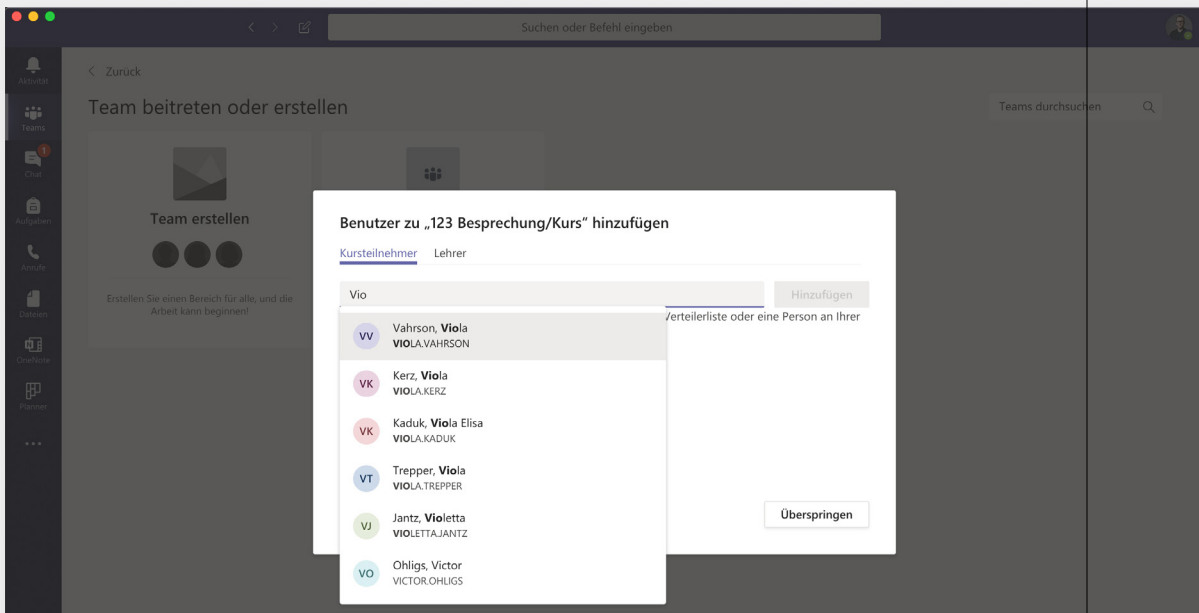 Suchen oder Befehl eingeben
Aktivität
Teams
1
Chat
Aufgaben
Anrufe
Dateien
OneNote
Planner
Zurück
Team beitreten oder erstellen
Teams durchsuchen
Team erstellen
Erstellen Sie einen Bereich für alle, und die
Arbeit kann beginnen!
Benutzer zu „123 Besprechung/Kurs“ hinzufügen
Kursteilnehmer Lehrer
Vio
Hinzufügen
Verteilerliste oder eine Person an Ihrer
VV
Vahrson, Viola
VIOLA.VAHRSON
VK
Kerz, Viola
VIOLA.KERZ
VK
Kaduk, Viola Elisa
VIOLA.KADUK
VT
Trepper, Viola
VIOLA.TREPPER
VJ
Jantz, Violetta
VIOLETTA.JANTZ
VO
Ohligs, Victor
VICTOR.OHLIGS
Überspringen